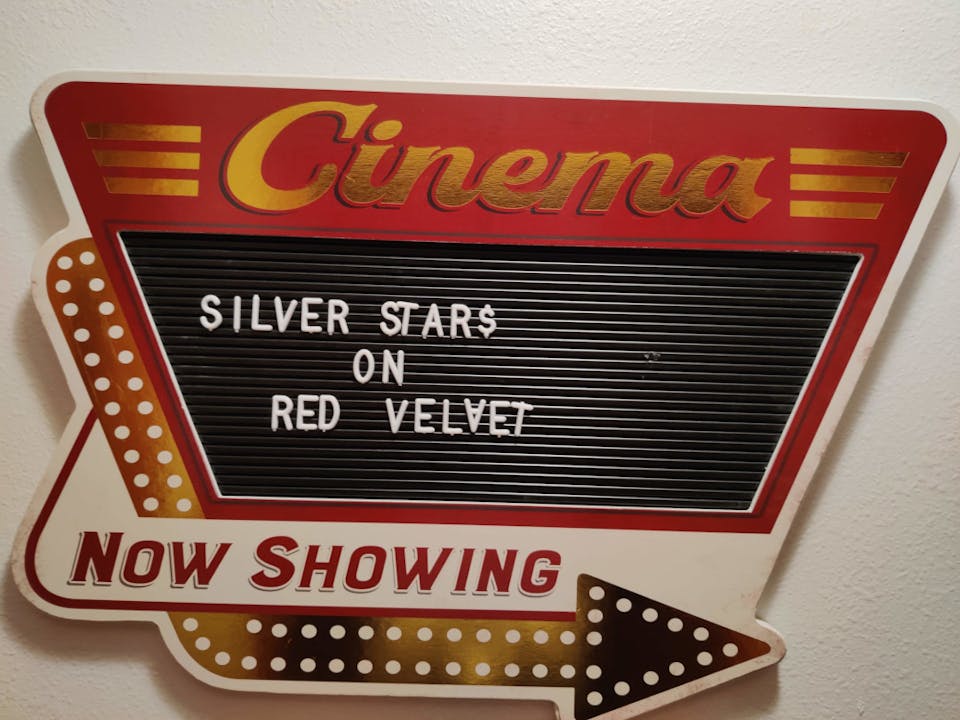 Cinema
SILVER STAR$
ON
RED VELVET
NOW SHOWING